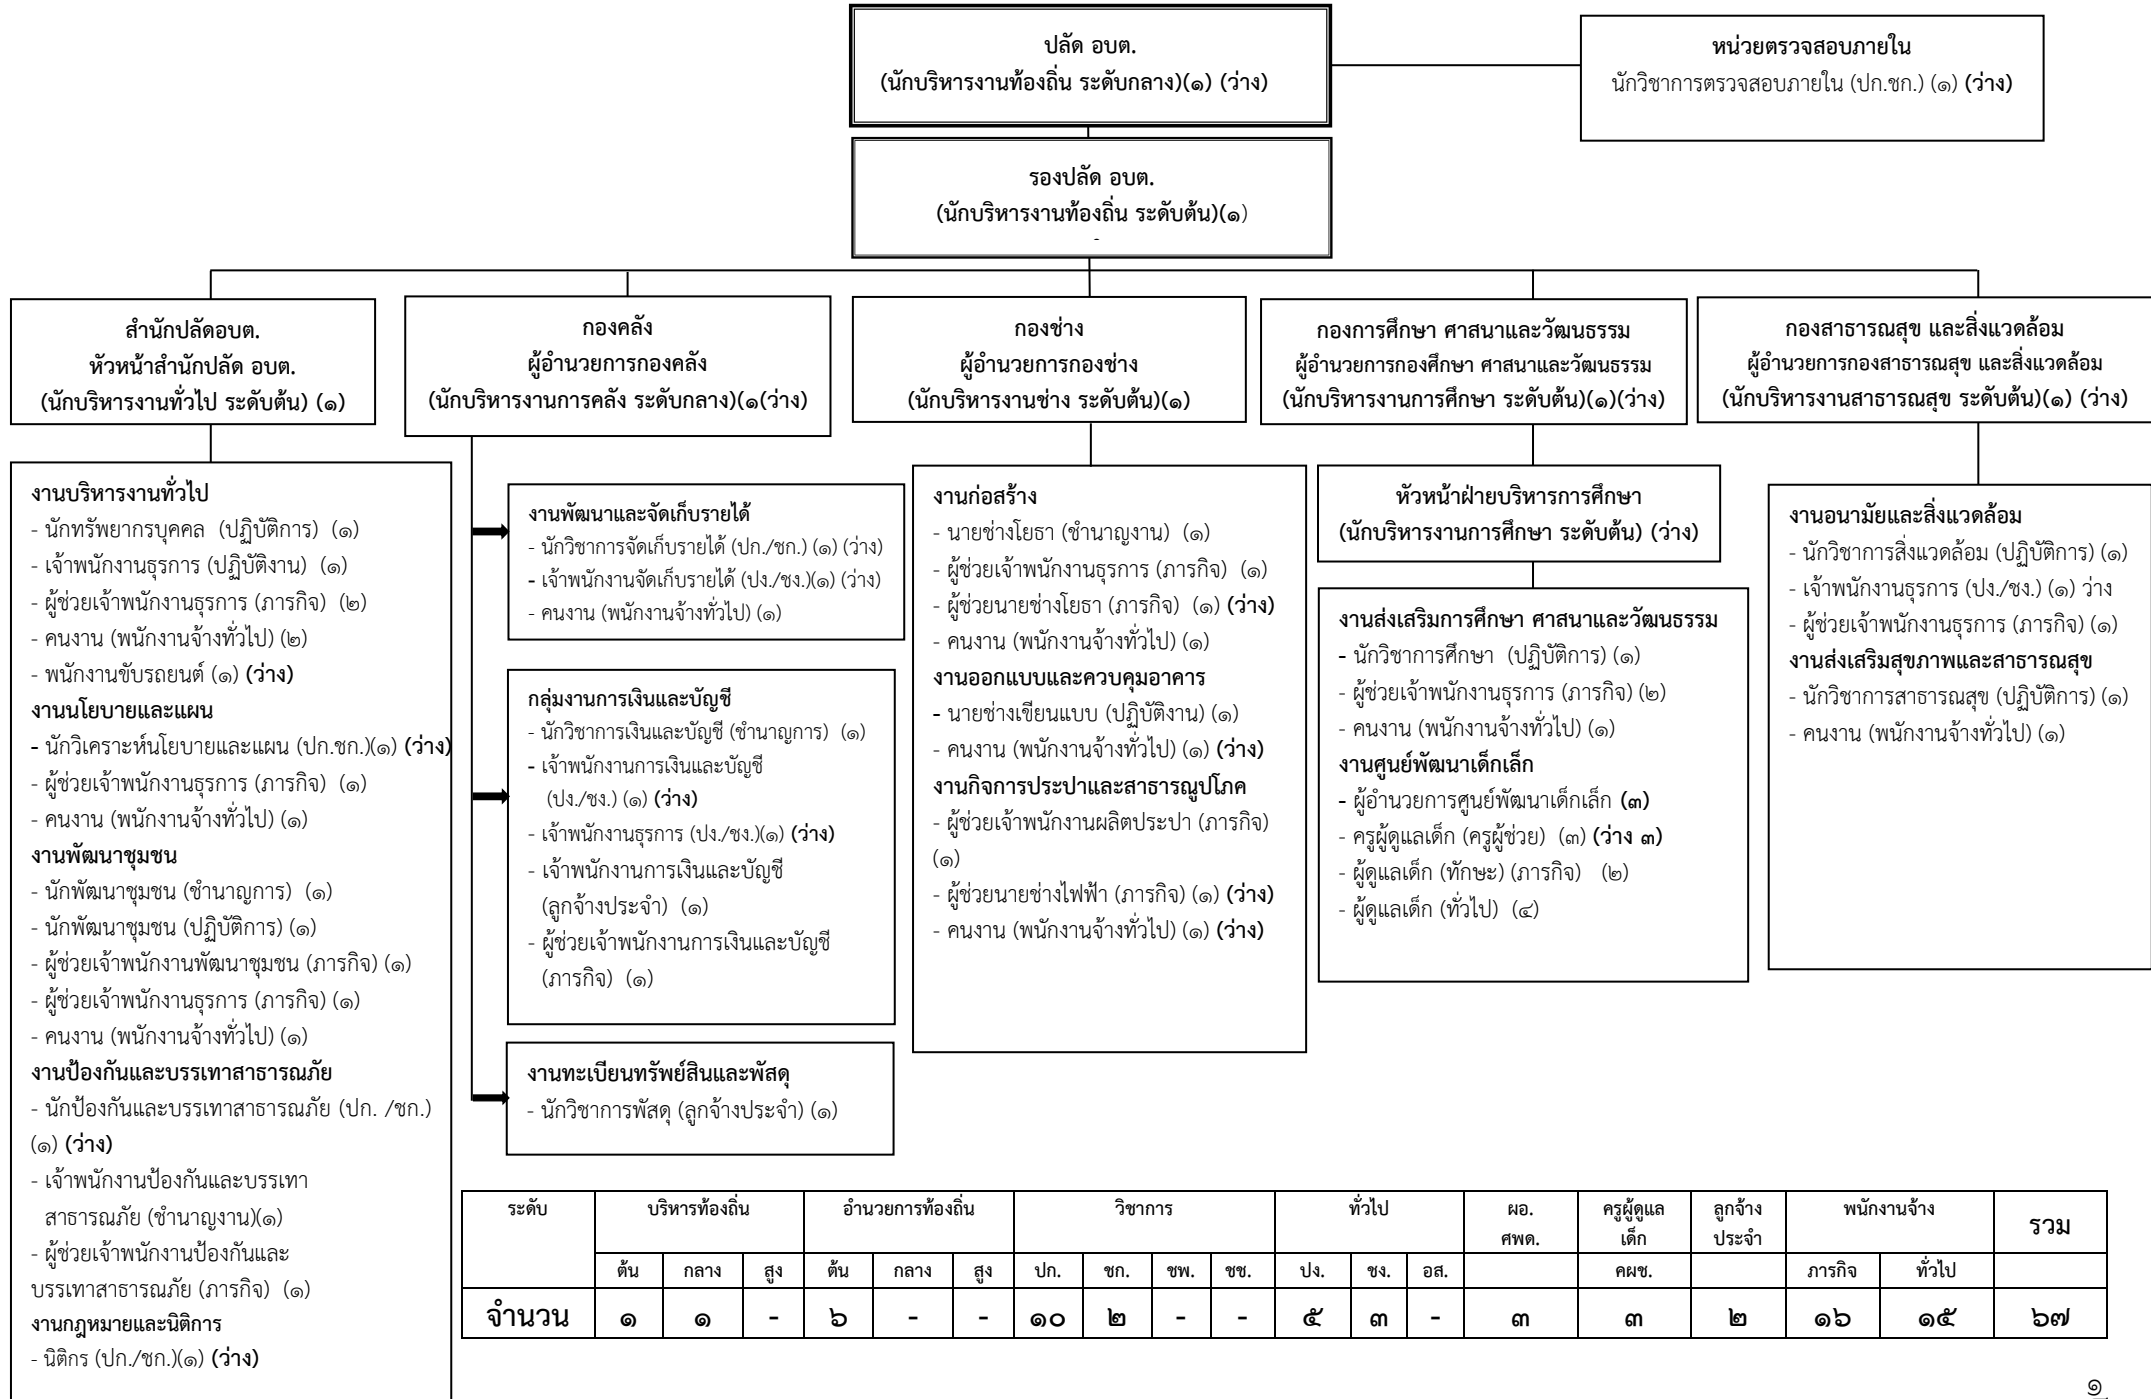 ปลัด อบต.
(นักบริหารงานท้องถิ่น ระดับกลาง)(๑) (ว่าง)
หน่วยตรวจสอบภายใน
นักวิชาการตรวจสอบภายใน (ปก.ชก.) (๑) (ว่าง)
รองปลัด อบต.
(นักบริหารงานท้องถิ่น ระดับต้น)(๑)
สำนักปลัดอบต.
หัวหน้าสำนักปลัด อบต.
(นักบริหารงานทั่วไป ระดับต้น) (๑)
กองคลัง
ผู้อำนวยการกองคลัง
(นักบริหารงานการคลัง ระดับกลาง)(๑(ว่าง)
กองช่าง
ผู้อำนวยการกองช่าง
(นักบริหารงานช่าง ระดับต้น)(๑)
กองการศึกษา ศาสนาและวัฒนธรรม
ผู้อำนวยการกองศึกษา ศาสนาและวัฒนธรรม
(นักบริหารงานการศึกษา ระดับต้น)(๑)(ว่าง)
กองสาธารณสุข และสิ่งแวดล้อม
ผู้อำนวยการกองสาธารณสุข และสิ่งแวดล้อม
(นักบริหารงานสาธารณสุข ระดับต้น)(๑) (ว่าง)
งานบริหารงานทั่วไป
- นักทรัพยากรบุคคล (ปฏิบัติการ) (๑)
- เจ้าพนักงานธุรการ (ปฏิบัติงาน) (๑)
- ผู้ช่วยเจ้าพนักงานธุรการ (ภารกิจ) (๒)
- คนงาน (พนักงานจ้างทั่วไป) (๒)
- พนักงานขับรถยนต์ (๑) (ว่าง)
งานนโยบายและแผน
- นักวิเคราะห์นโยบายและแผน (ปก.ชก.)(๑) (ว่าง)
- ผู้ช่วยเจ้าพนักงานธุรการ (ภารกิจ) (๑)
- คนงาน (พนักงานจ้างทั่วไป) (๑)
งานพัฒนาชุมชน
- นักพัฒนาชุมชน (ชำนาญการ) (๑)
- นักพัฒนาชุมชน (ปฏิบัติการ) (๑)
- ผู้ช่วยเจ้าพนักงานพัฒนาชุมชน (ภารกิจ) (๑)
- ผู้ช่วยเจ้าพนักงานธุรการ (ภารกิจ) (๑)
- คนงาน (พนักงานจ้างทั่วไป) (๑)
งานป้องกันและบรรเทาสาธารณภัย
- นักป้องกันและบรรเทาสาธารณภัย (ปก. /ชก.)
(๑) (ว่าง)
- เจ้าพนักงานป้องกันและบรรเทา
สาธารณภัย (ชำนาญงาน)(๑)
- ผู้ช่วยเจ้าพนักงานป้องกันและ
บรรเทาสาธารณภัย (ภารกิจ) (๑)
งานกฎหมายและนิติการ
- นิติกร (ปก./ชก.)(๑) (ว่าง)
งานพัฒนาและจัดเก็บรายได้
- นักวิชาการจัดเก็บรายได้ (ปก./ชก.) (๑) (ว่าง)
- เจ้าพนักงานจัดเก็บรายได้ (ปง./ชง.)(๑) (ว่าง)
- คนงาน (พนักงานจ้างทั่วไป) (๑)
กลุ่มงานการเงินและบัญชี
- นักวิชาการเงินและบัญชี (ชำนาญการ) (๑)
- เจ้าพนักงานการเงินและบัญชี
(ปง./ชง.) (๑) (ว่าง)
- เจ้าพนักงานธุรการ (ปง./ชง.)(๑) (ว่าง)
- เจ้าพนักงานการเงินและบัญชี
(ลูกจ้างประจำ) (๑)
- ผู้ช่วยเจ้าพนักงานการเงินและบัญชี
(ภารกิจ) (๑)
งานทะเบียนทรัพย์สินและพัสดุ
- นักวิชาการพัสดุ (ลูกจ้างประจำ) (๑)
งานก่อสร้าง
- นายช่างโยธา (ชำนาญงาน) (๑)
- ผู้ช่วยเจ้าพนักงานธุรการ (ภารกิจ) (๑)
- ผู้ช่วยนายช่างโยธา (ภารกิจ) (๑) (ว่าง)
- คนงาน (พนักงานจ้างทั่วไป) (๑)
งานออกแบบและควบคุมอาคาร
- นายช่างเขียนแบบ (ปฏิบัติงาน) (๑)
- คนงาน (พนักงานจ้างทั่วไป) (๑) (ว่าง)
งานกิจการประปาและสาธารณูปโภค
- ผู้ช่วยเจ้าพนักงานผลิตประปา (ภารกิจ)
(๑)
- ผู้ช่วยนายช่างไฟฟ้า (ภารกิจ) (๑) (ว่าง)
- คนงาน (พนักงานจ้างทั่วไป) (๑) (ว่าง)
หัวหน้าฝ่ายบริหารการศึกษา
(นักบริหารงานการศึกษา ระดับต้น) (ว่าง)
งานส่งเสริมการศึกษา ศาสนาและวัฒนธรรม
- นักวิชาการศึกษา (ปฏิบัติการ) (๑)
- ผู้ช่วยเจ้าพนักงานธุรการ (ภารกิจ) (๒)
- คนงาน (พนักงานจ้างทั่วไป) (๑)
งานศูนย์พัฒนาเด็กเล็ก
- ผู้อำนวยการศูนย์พัฒนาเด็กเล็ก (๓)
- ครูผู้ดูแลเด็ก (ครูผู้ช่วย) (๓) (ว่าง ๓)
- ผู้ดูแลเด็ก (ทักษะ) (ภารกิจ) (๒)
- ผู้ดูแลเด็ก (ทั่วไป) (๔)
งานอนามัยและสิ่งแวดล้อม
- นักวิชาการสิ่งแวดล้อม (ปฏิบัติการ) (๑)
- เจ้าพนักงานธุรการ (ปง./ชง.) (๑) ว่าง
- ผู้ช่วยเจ้าพนักงานธุรการ (ภารกิจ) (๑)
งานส่งเสริมสุขภาพและสาธารณสุข
- นักวิชาการสาธารณสุข (ปฏิบัติการ) (๑)
- คนงาน (พนักงานจ้างทั่วไป) (๑)
ระดับ บริหารท้องถิ่น อำนวยการท้องถิ่น วิชาการ ทั่วไป ผอ. ศพด. ครูผู้ดูแลเด็ก ลูกจ้างประจำ พนักงานจ้าง รวม
ต้น กลาง สูง ต้น กลาง สูง ปก. ชก. ชพ. ชช. ปง. ชง. อส. คผช. ภารกิจ ทั่วไป
จำนวน ๑ ๑ - ๖ - - ๑๐ ๒ - - ๕ ๓ - ๓ ๓ ๒ ๑๖ ๑๕ ๖๗
๑